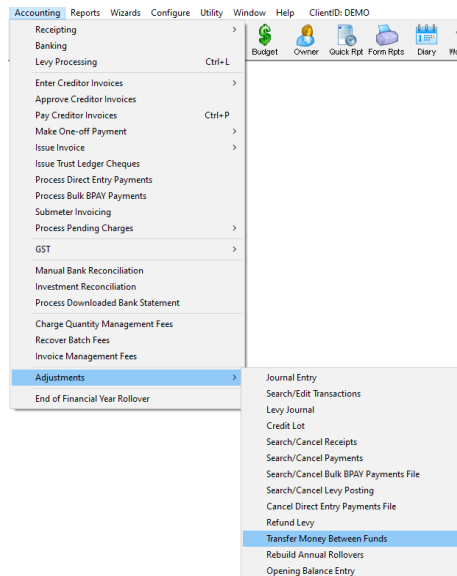 Accounting Reports Wizards Configure Utility Window Help ClientID: DEMO
Receipting
Banking
Levy Processing Ctrl+L
Budget Owner Quick Rpt Form Rpts Diary
Enter Creditor Invoices
Approve Creditor Invoices
Pay Creditor Invoices Ctrl+P
Make One-off Payment
Issue Invoice
Issue Trust Ledger Cheques
Process Direct Entry Payments
Process Bulk BPAY Payments
Submeter Invoicing
Process Pending Charges
GST
Manual Bank Reconciliation
Investment Reconciliation
Process Downloaded Bank Statement
Charge Quantity Management Fees
Recover Batch Fees
Invoice Management Fees
Adjustments
End of Financial Year Rollover
Journal Entry
Search/Edit Transactions
Levy Journal
Credit Lot
Search/Cancel Receipts
Search/Cancel Payments
Search/Cancel Bulk BPAY Payments File
Search/Cancel Levy Posting
Cancel Direct Entry Payments File
Refund Levy
Transfer Money Between Funds
Rebuild Annual Rollovers
Opening Balance Entry